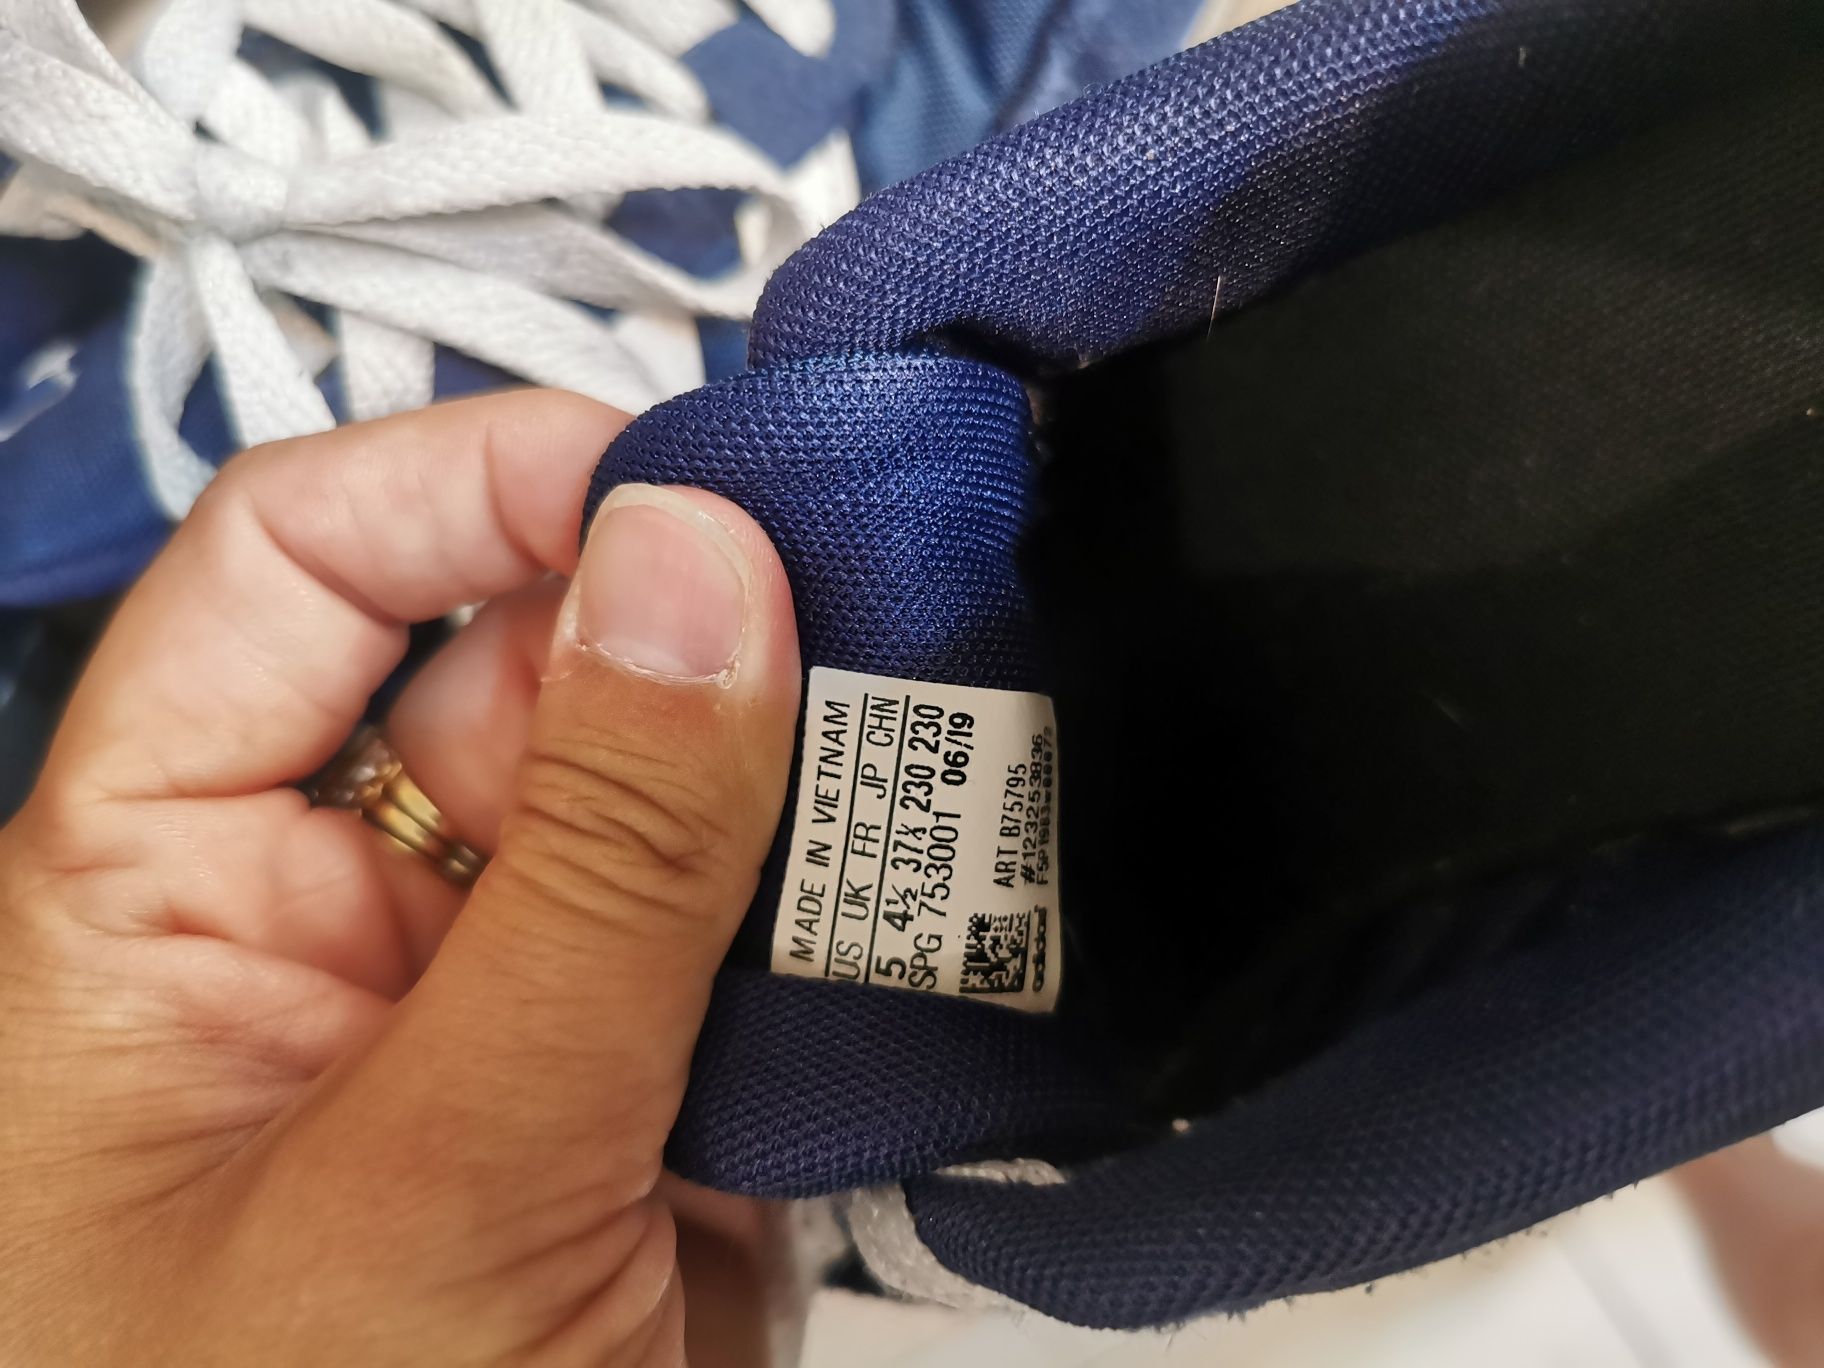 MADE IN VIETNAM
US UK FR JP CHN
5 4½ 37⅓ 230 230
SPG 753001 06/19
ART B75795
#123253836
adidas